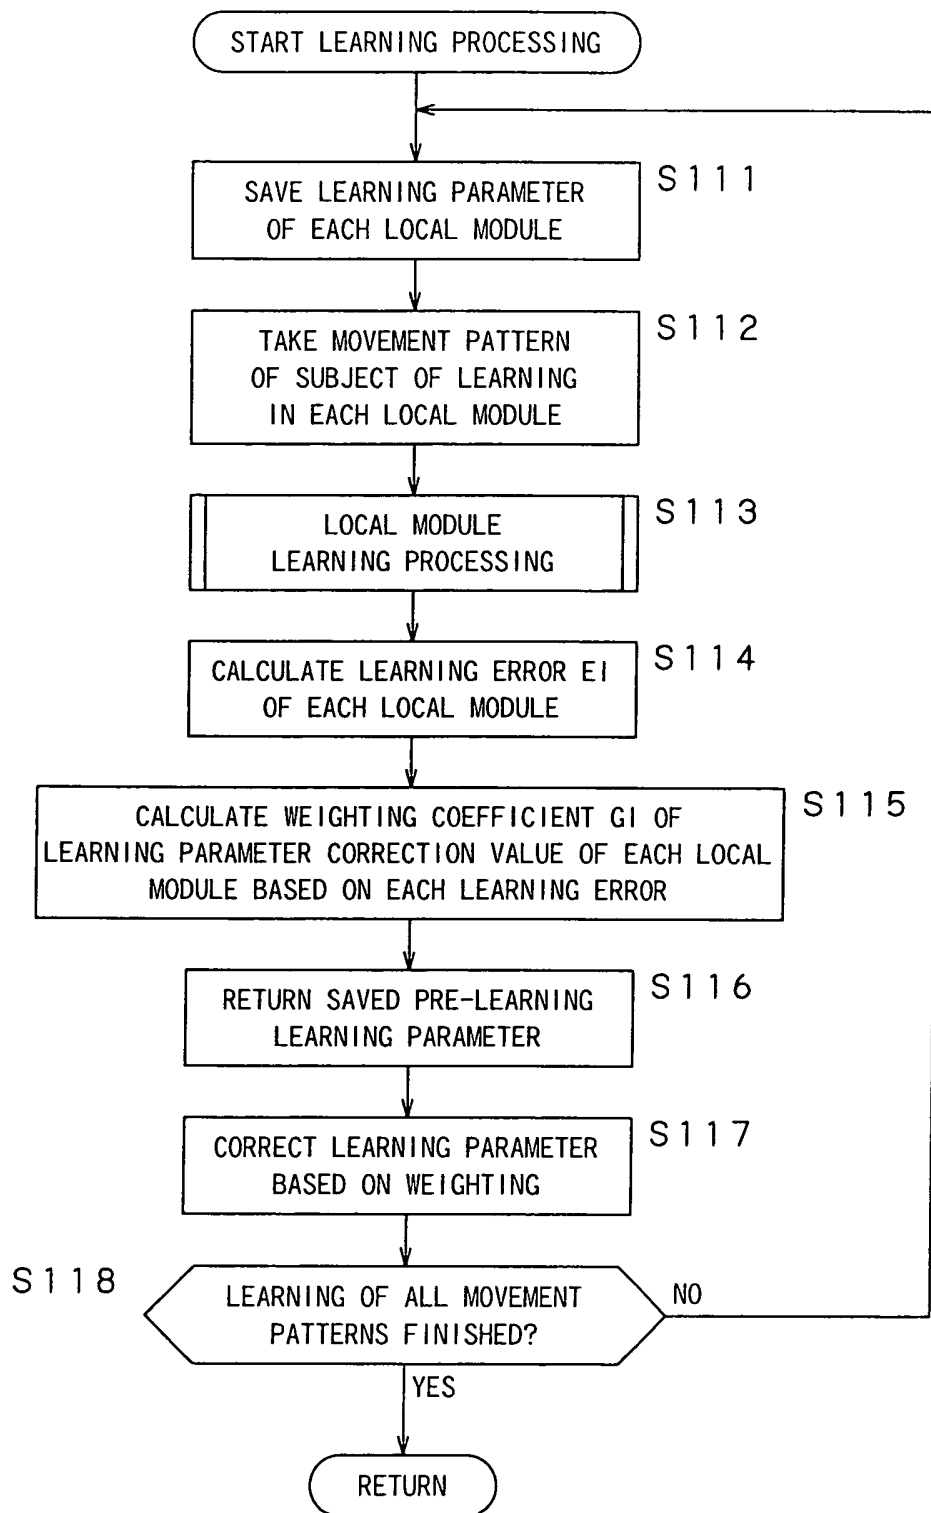 START LEARNING PROCESSING
SAVE LEARNING PARAMETER
OF EACH LOCAL MODULE
S111
TAKE MOVEMENT PATTERN
OF SUBJECT OF LEARNING
IN EACH LOCAL MODULE
S112
LOCAL MODULE
LEARNING PROCESSING
S113
CALCULATE LEARNING ERROR EI
OF EACH LOCAL MODULE
S114
CALCULATE WEIGHTING COEFFICIENT GI OF
LEARNING PARAMETER CORRECTION VALUE OF EACH LOCAL
MODULE BASED ON EACH LEARNING ERROR
S115
RETURN SAVED PRE-LEARNING
LEARNING PARAMETER
S116
CORRECT LEARNING PARAMETER
BASED ON WEIGHTING
S117
S118
LEARNING OF ALL MOVEMENT
PATTERNS FINISHED?
NO
YES
RETURN